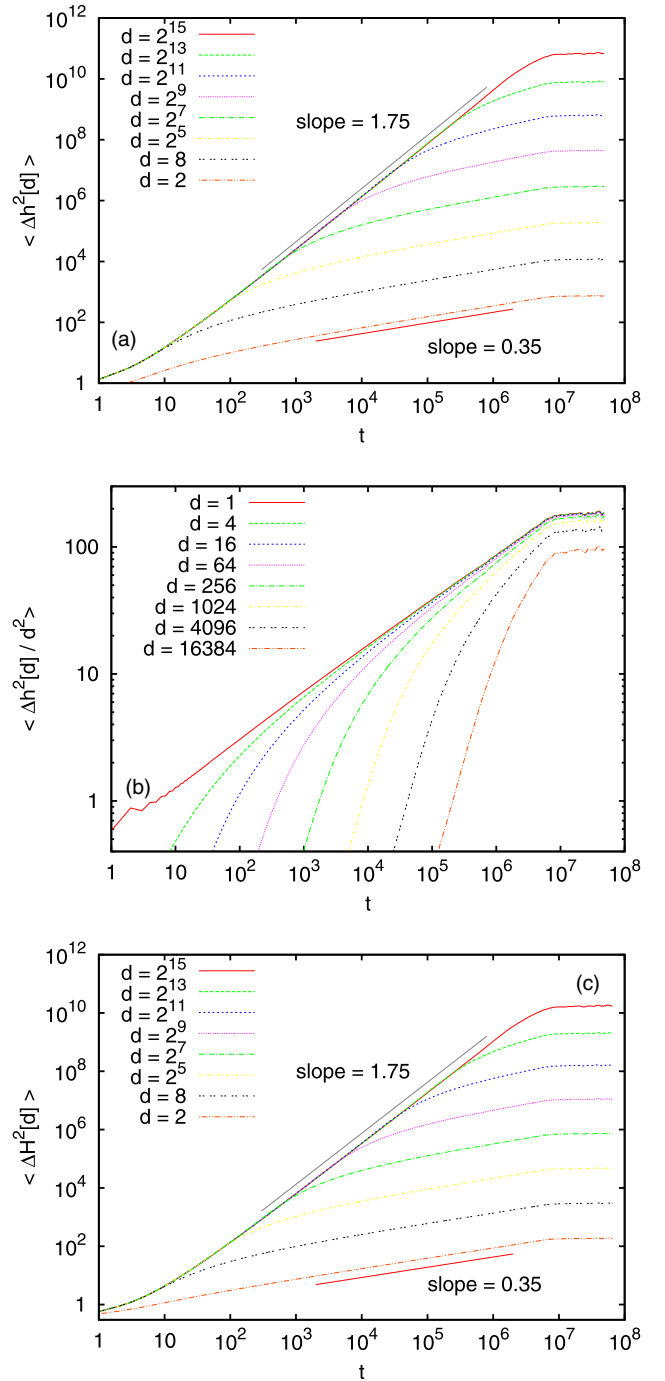 10^12
10^10
10^8
10^6
10^4
10^2
1
< Δh^2[d] >
d = 2^15
d = 2^13
d = 2^11
d = 2^9
d = 2^7
d = 2^5
d = 8
d = 2
slope = 1.75
(a)
slope = 0.35
1 10 10^2 10^3 10^4 10^5 10^6 10^7 10^8
t
100
10
1
< Δh^2[d] / d^2 >
d = 1
d = 4
d = 16
d = 64
d = 256
d = 1024
d = 4096
d = 16384
(b)
1 10 10^2 10^3 10^4 10^5 10^6 10^7 10^8
t
10^12
10^10
10^8
10^6
10^4
10^2
1
< ΔH^2[d] >
d = 2^15
d = 2^13
d = 2^11
d = 2^9
d = 2^7
d = 2^5
d = 8
d = 2
(c)
slope = 1.75
slope = 0.35
1 10 10^2 10^3 10^4 10^5 10^6 10^7 10^8
t